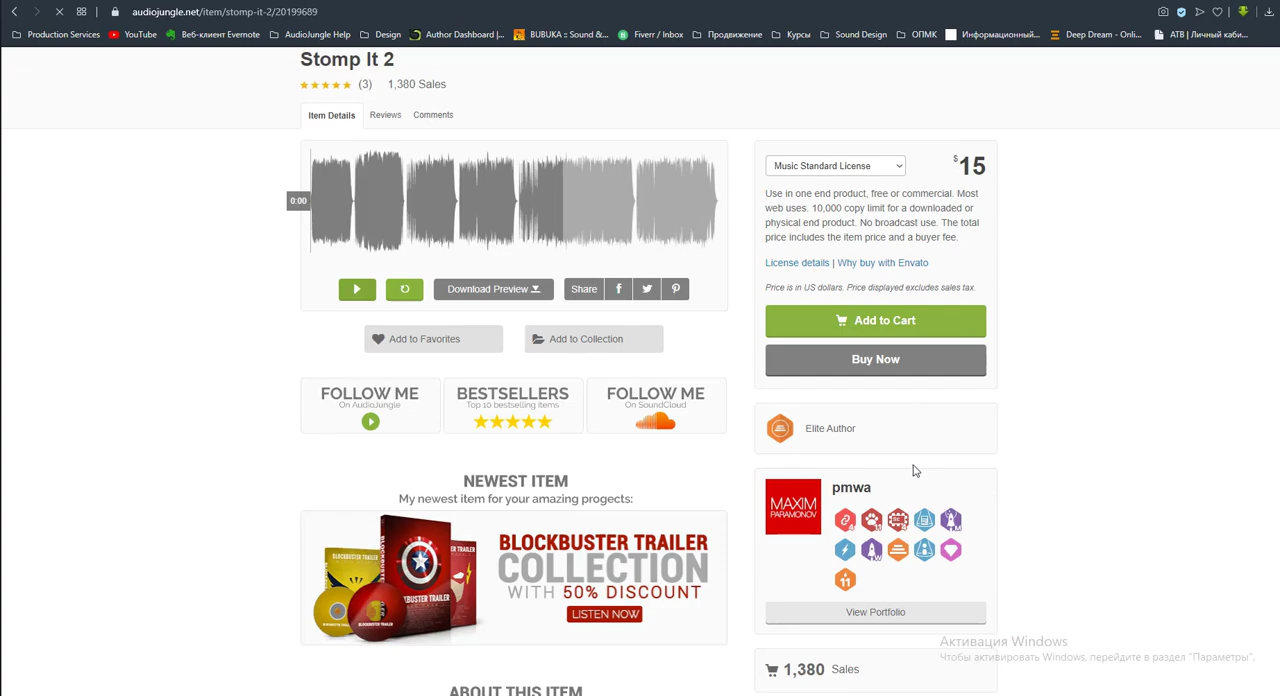 audiojungle.net/item/stomp-it-2/20199689
Production Services YouTube Веб-клиент Evernote AudioJungle Help Design Author Dashboard |... BUBUKA :: Sound &... Fiverr / Inbox Продвижение Курсы Sound Design ОПМК Информационный... Deep Dream - Onli... АТВ | Личный каби...
Stomp It 2
(3) 1,380 Sales
Item Details Reviews Comments
0:00
Music Standard License
$15
Use in one end product, free or commercial. Most
web uses. 10,000 copy limit for a downloaded or
physical end product. No broadcast use. The total
price includes the item price and a buyer fee.
License details | Why buy with Envato
Price is in US dollars. Price displayed excludes sales tax.
Download Preview Share
Add to Cart
Buy Now
Add to Favorites Add to Collection
FOLLOW ME
On AudioJungle
BESTSELLERS
Top 10 bestselling items
FOLLOW ME
On SoundCloud
Elite Author
NEWEST ITEM
My newest item for your amazing progects:
BLOCKBUSTER TRAILER
COLLECTION
WITH 50% DISCOUNT
LISTEN NOW
pmwa
MAXIM
PARAMONOV
View Portfolio
Активация Windows
Чтобы активировать Windows, перейдите в раздел "Параметры".
1,380 Sales
ABOUT THIS ITEM